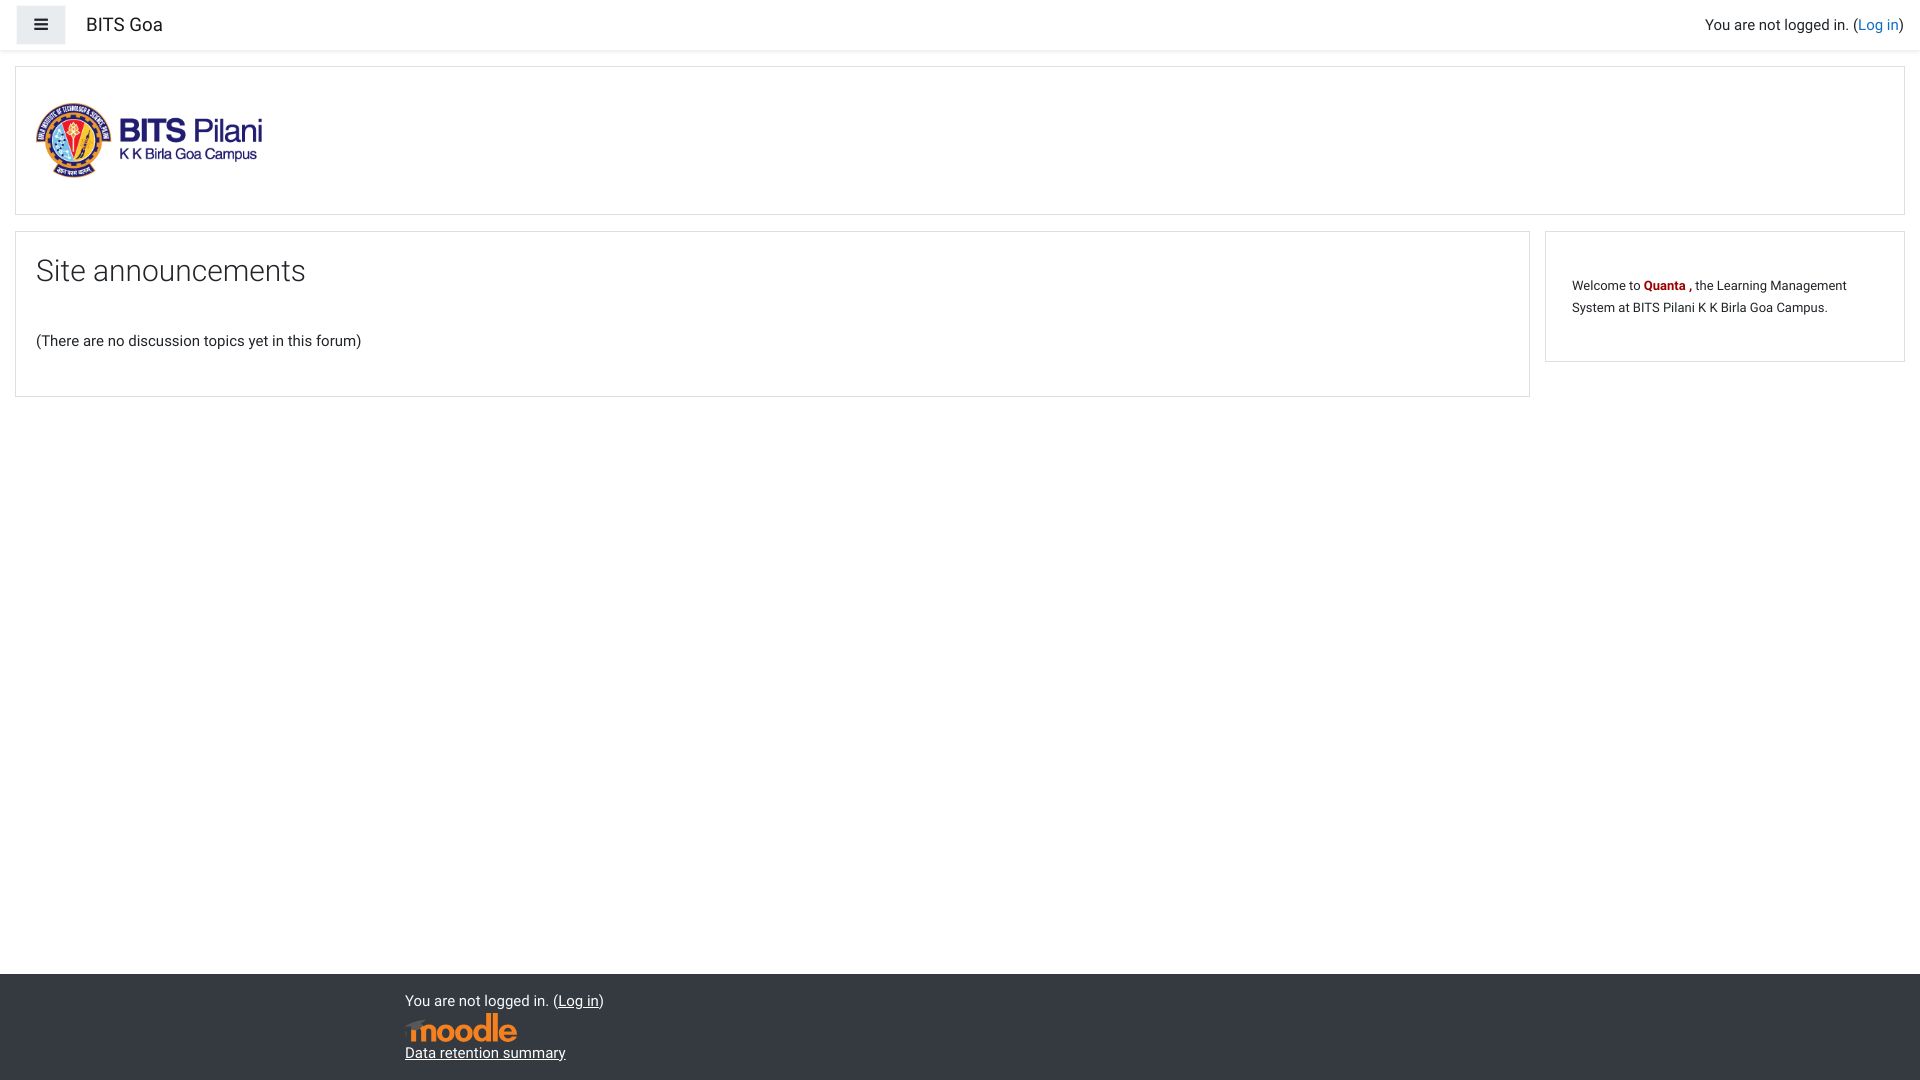 BITS Goa
You are not logged in. (Log in)
BITS Pilani
K K Birla Goa Campus
Site announcements
(There are no discussion topics yet in this forum)
Welcome to Quanta , the Learning Management
System at BITS Pilani K K Birla Goa Campus.
You are not logged in. (Log in)
moodle
Data retention summary